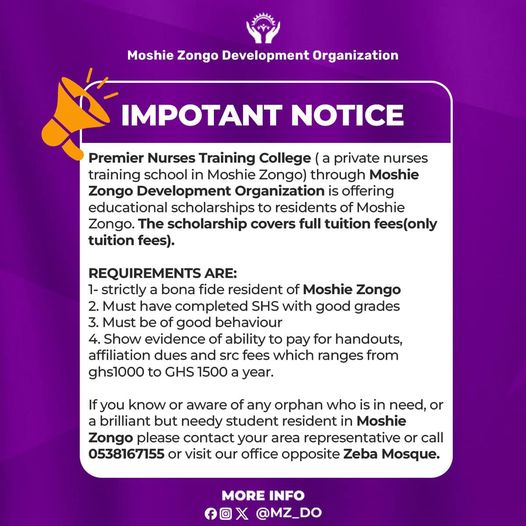 Moshie Zongo Development Organization
IMPOTANT NOTICE
Premier Nurses Training College ( a private nurses
training school in Moshie Zongo) through Moshie
Zongo Development Organization is offering
educational scholarships to residents of Moshie
Zongo. The scholarship covers full tuition fees(only
tuition fees).
REQUIREMENTS ARE:
1- strictly a bona fide resident of Moshie Zongo
2. Must have completed SHS with good grades
3. Must be of good behaviour
4. Show evidence of ability to pay for handouts,
affiliation dues and src fees which ranges from
ghs1000 to GHS 1500 a year.
If you know or aware of any orphan who is in need, or
a brilliant but needy student resident in Moshie
Zongo please contact your area representative or call
0538167155 or visit our office opposite Zeba Mosque.
MORE INFO
@MZ_DO